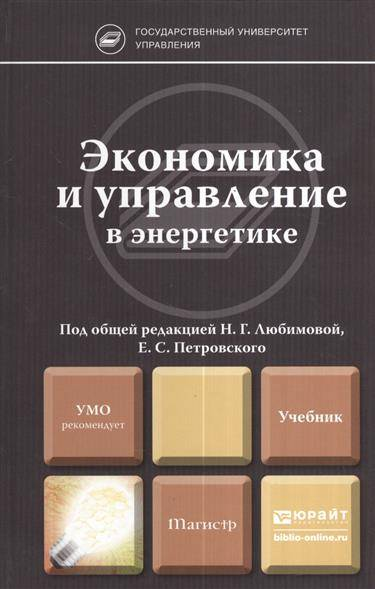 ГОСУДАРСТВЕННЫЙ УНИВЕРСИТЕТ
УПРАВЛЕНИЯ
Экономика
и управление
в энергетике
Под общей редакцией Н. Г. Любимовой,
Е. С. Петровского
УМО
рекомендует
Учебник
Магистр
юрайт
издательство
biblio-online.ru